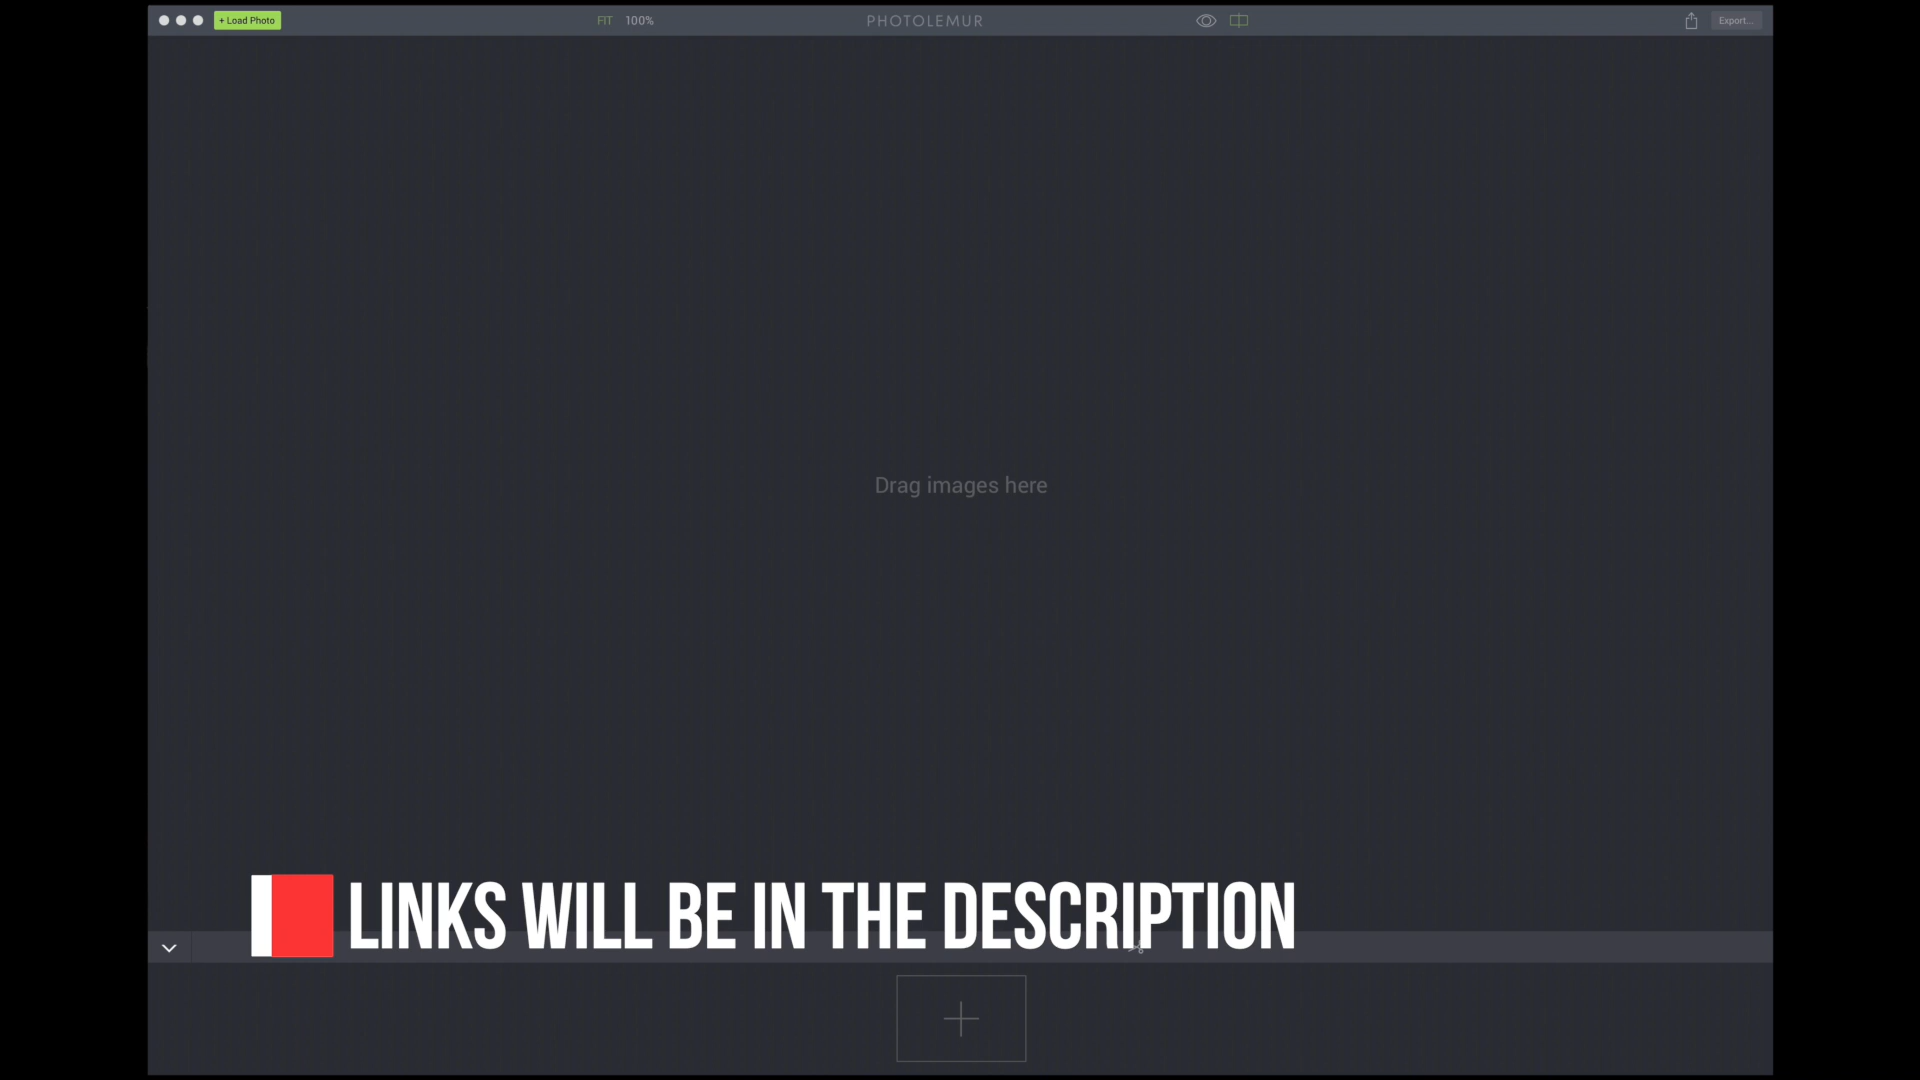 + Load Photo
FIT 100%
PHOTOLEMUR
Export...
Drag images here
LINKS WILL BE IN THE DESCRIPTION